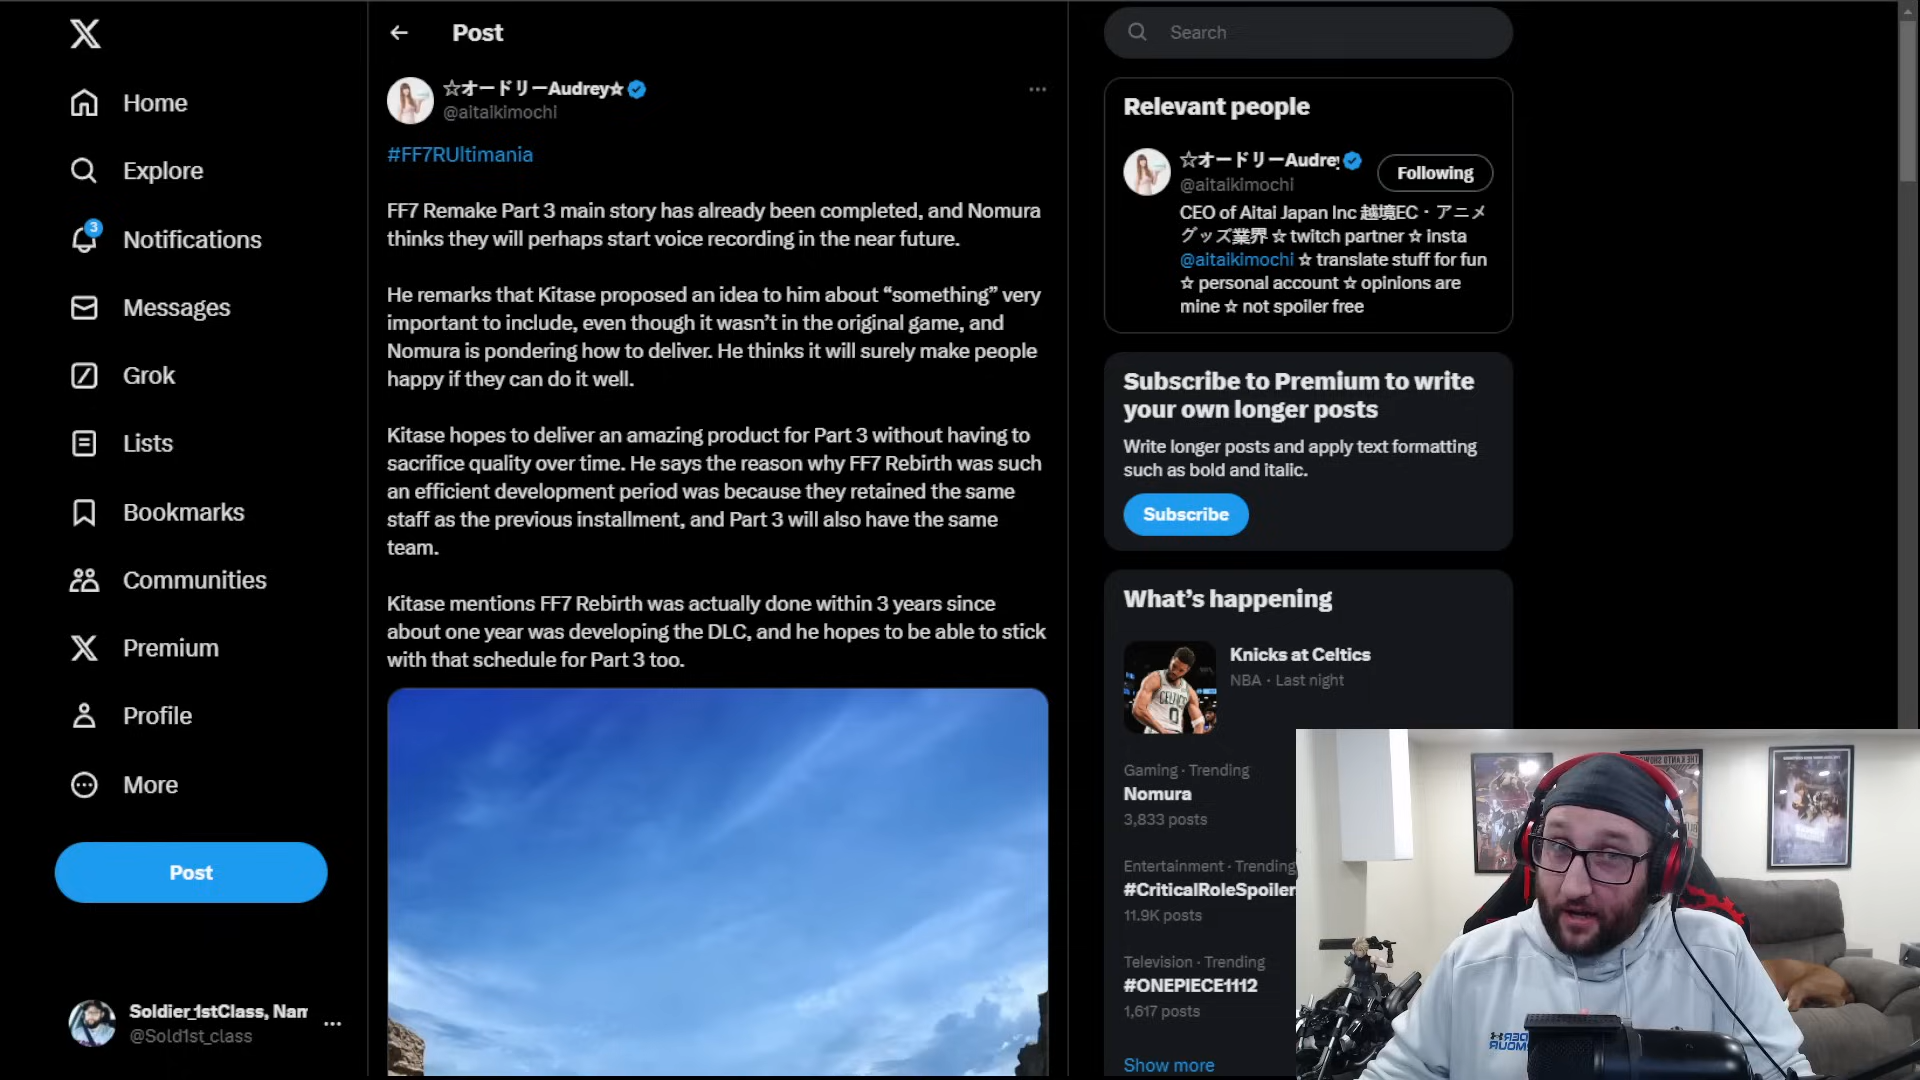 Home
Explore
3
Notifications
Messages
Grok
Lists
Bookmarks
Communities
Premium
Profile
More
Post
Soldier_1stClass, Nam
@Sold1st_class
Post
☆オードリーAudrey☆
@aitaikimochi
#FF7RUltimania
FF7 Remake Part 3 main story has already been completed, and Nomura
thinks they will perhaps start voice recording in the near future.
He remarks that Kitase proposed an idea to him about “something” very
important to include, even though it wasn’t in the original game, and
Nomura is pondering how to deliver. He thinks it will surely make people
happy if they can do it well.
Kitase hopes to deliver an amazing product for Part 3 without having to
sacrifice quality over time. He says the reason why FF7 Rebirth was such
an efficient development period was because they retained the same
staff as the previous installment, and Part 3 will also have the same
team.
Kitase mentions FF7 Rebirth was actually done within 3 years since
about one year was developing the DLC, and he hopes to be able to stick
with that schedule for Part 3 too.
Search
Relevant people
☆オードリーAudrey
@aitaikimochi
Following
CEO of Aitai Japan Inc 越境EC・アニメ
グッズ業界 ☆ twitch partner ☆ insta
@aitaikimochi ☆ translate stuff for fun
☆ personal account ☆ opinions are
mine ☆ not spoiler free
Subscribe to Premium to write
your own longer posts
Write longer posts and apply text formatting
such as bold and italic.
Subscribe
What’s happening
Knicks at Celtics
NBA · Last night
Gaming · Trending
Nomura
3,833 posts
Entertainment · Trending
#CriticalRoleSpoiler
11.9K posts
Television · Trending
#ONEPIECE1112
1,617 posts
Show more